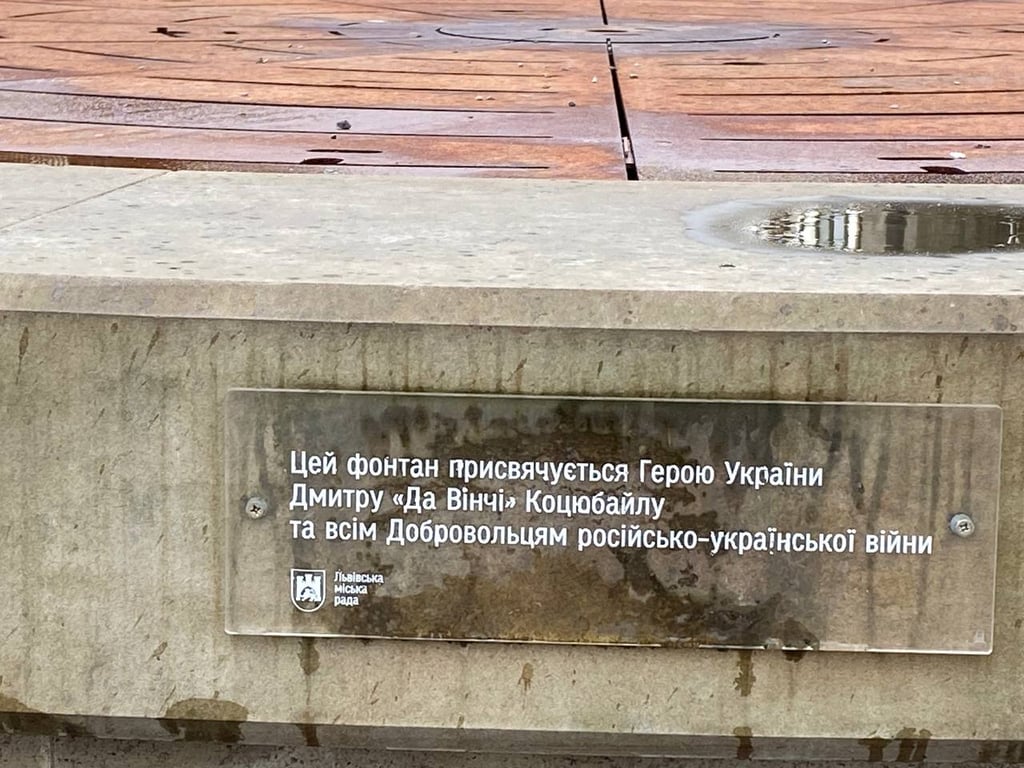 Цей фонтан присвячується Герою України
Дмитру «Да Вінчі» Коцюбайлу
та всім Добровольцям російсько-української війни
Львівська
міська
рада